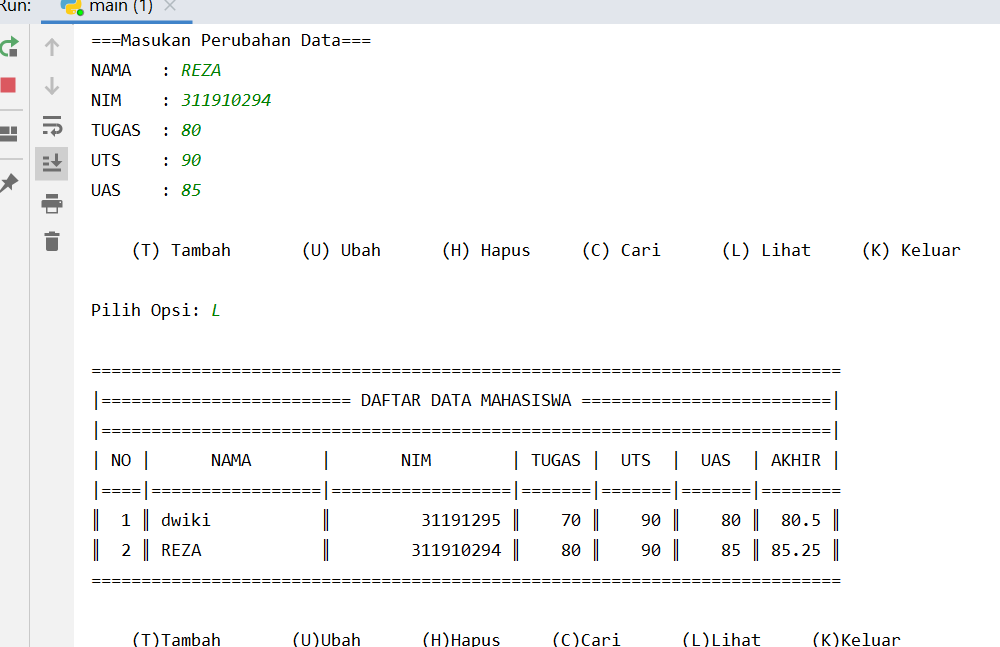 Run: main (1) ×
===Masukan Perubahan Data===
NAMA   : REZA
NIM    : 311910294
TUGAS  : 80
UTS    : 90
UAS    : 85
(T) Tambah       (U) Ubah      (H) Hapus     (C) Cari      (L) Lihat     (K) Keluar
Pilih Opsi: L
===========================================================================
|========================= DAFTAR DATA MAHASISWA =========================|
|=========================================================================|
| NO |      NAMA       |       NIM        | TUGAS |  UTS  |  UAS  | AKHIR |
|====|=================|==================|=======|=======|=======|========
║  1 ║ dwiki           ║         31191295 ║    70 ║    90 ║    80 ║  80.5 ║
║  2 ║ REZA            ║        311910294 ║    80 ║    90 ║    85 ║ 85.25 ║
===========================================================================
(T)Tambah       (U)Ubah      (H)Hapus     (C)Cari      (L)Lihat     (K)Keluar